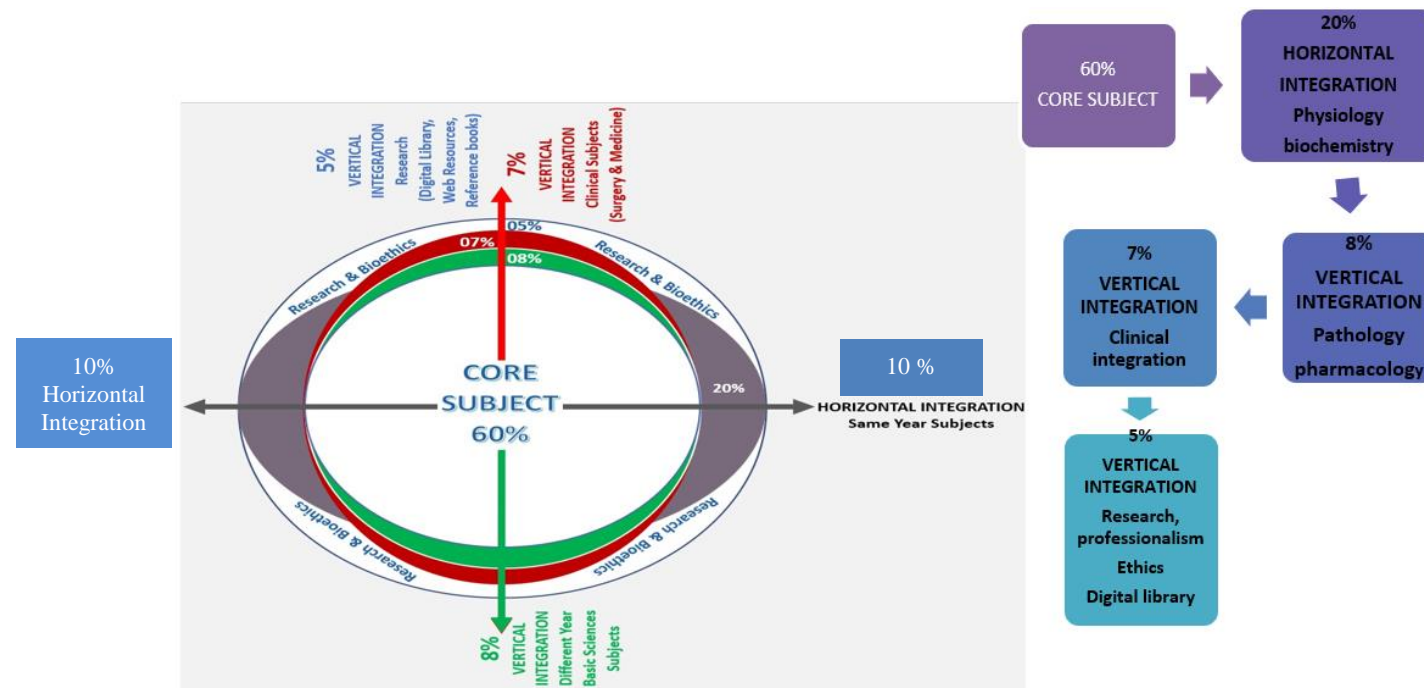 5%
VERTICAL
INTEGRATION
Research
(Digital Library,
Web Resources,
Reference books)
7%
VERTICAL
INTEGRATION
Clinical Subjects
(Surgery & Medicine)
05%
07%
08%
Research & Bioethics
Research & Bioethics
10%
Horizontal
Integration
CORE
SUBJECT
60%
20%
10 %
HORIZONTAL INTEGRATION
Same Year Subjects
Research & Bioethics
Research & Bioethics
8%
VERTICAL
INTEGRATION
Different Year
Basic Sciences
Subjects
60%
CORE SUBJECT
20%
HORIZONTAL
INTEGRATION
Physiology
biochemistry
8%
VERTICAL
INTEGRATION
Pathology
pharmacology
7%
VERTICAL
INTEGRATION
Clinical
integration
5%
VERTICAL
INTEGRATION
Research,
professionalism
Ethics
Digital library